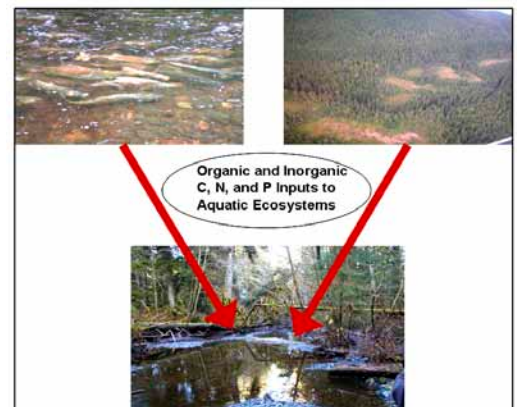 Organic and Inorganic
C, N, and P Inputs to
Aquatic Ecosystems